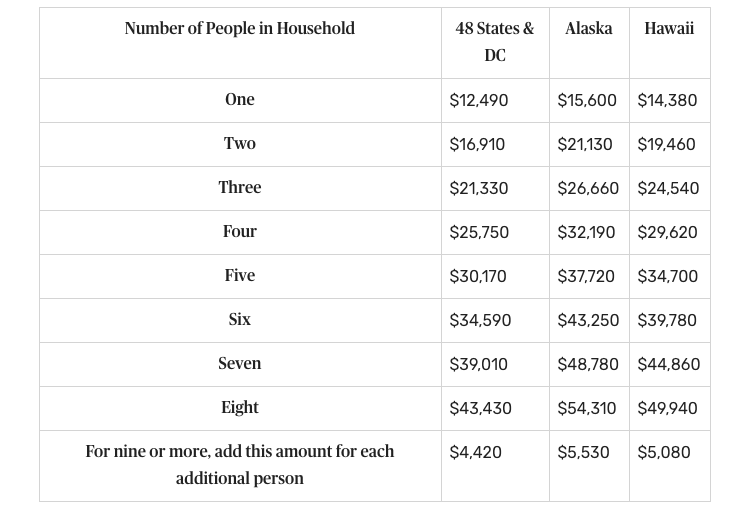 Number of People in Household 48 States & Alaska Hawaii
DC
One $12,490 $15,600 $14,380
Two $16,910 $21,130 $19,460
Three $21,330 $26,660 $24,540
Four $25,750 $32,190 $29,620
Five $30,170 $37,720 $34,700
Six $34,590 $43,250 $39,780
Seven $39,010 $48,780 $44,860
Eight $43,430 $54,310 $49,940
For nine or more, add this amount for each $4,420 $5,530 $5,080
additional person